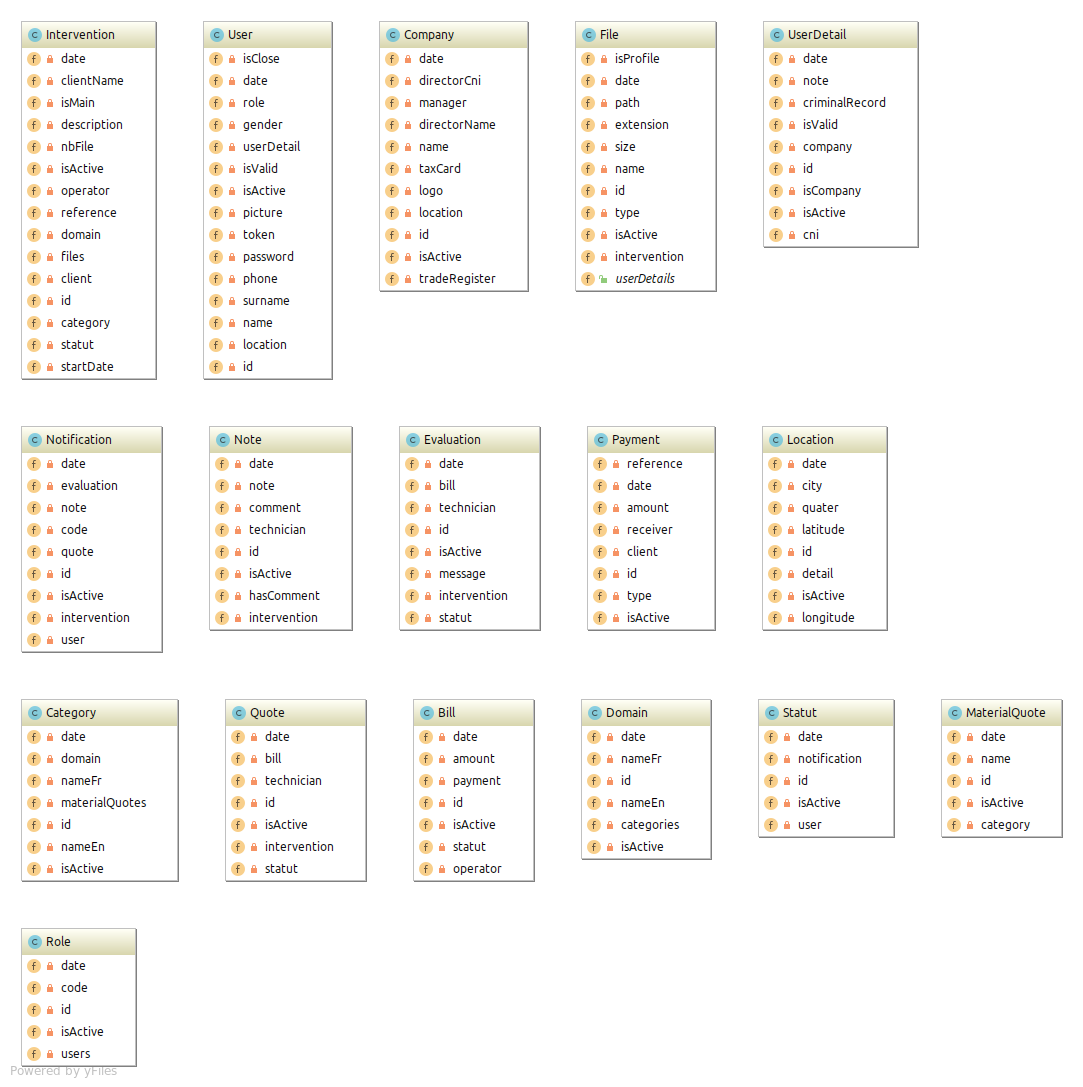 Intervention
date
clientName
isMain
description
nbFile
isActive
operator
reference
domain
files
client
id
category
statut
startDate
User
isClose
date
role
gender
userDetail
isValid
isActive
picture
token
password
phone
surname
name
location
id
Company
date
directorCni
manager
directorName
name
taxCard
logo
location
id
isActive
tradeRegister
File
isProfile
date
path
extension
size
name
id
type
isActive
intervention
userDetails
UserDetail
date
note
criminalRecord
isValid
company
id
isCompany
isActive
cni
Notification
date
evaluation
note
code
quote
id
isActive
intervention
user
Note
date
note
comment
technician
id
isActive
hasComment
intervention
Evaluation
date
bill
technician
id
isActive
message
intervention
statut
Payment
reference
date
amount
receiver
client
id
type
isActive
Location
date
city
quater
latitude
id
detail
isActive
longitude
Category
date
domain
nameFr
materialQuotes
id
nameEn
isActive
Quote
date
bill
technician
id
isActive
intervention
statut
Bill
date
amount
payment
id
isActive
statut
operator
Domain
date
nameFr
id
nameEn
categories
isActive
Statut
date
notification
id
isActive
user
MaterialQuote
date
name
id
isActive
category
Role
date
code
id
isActive
users
Powered by yFiles